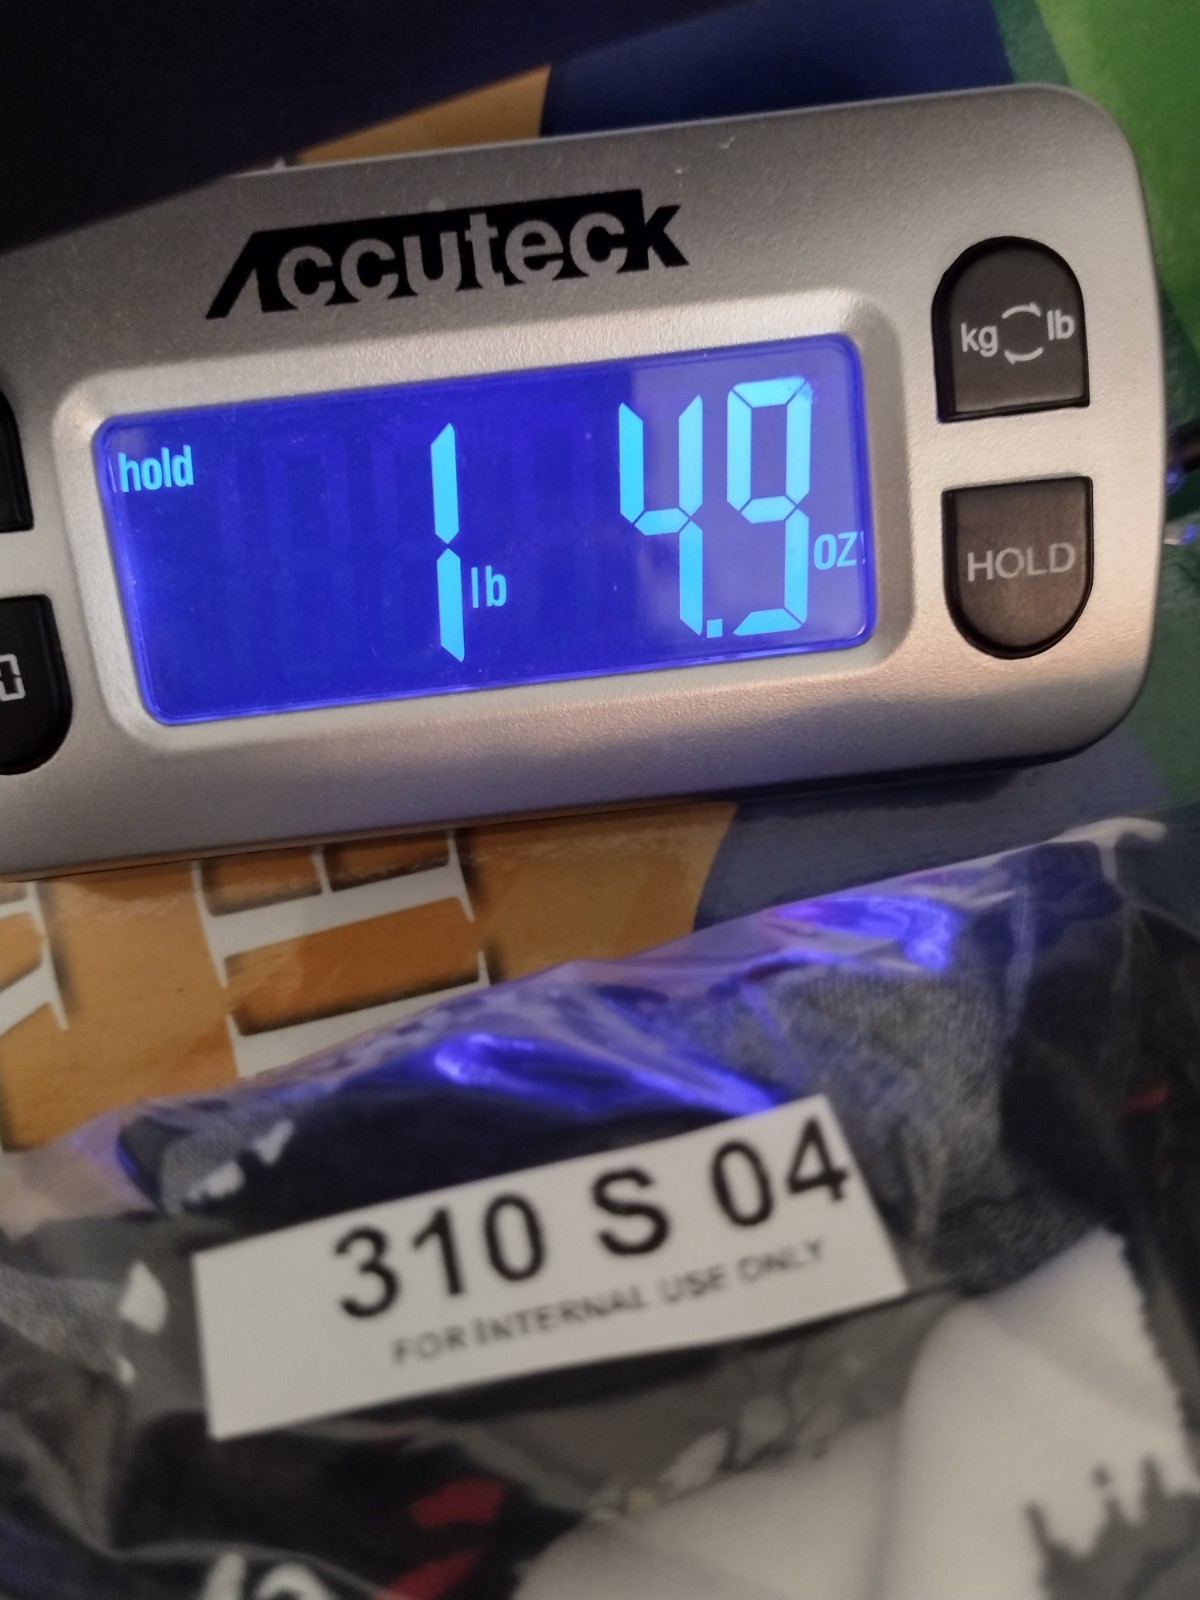 Accuteck
kg lb
hold
1 lb 4.9 oz
HOLD
310 S 04
FOR INTERNAL USE ONLY